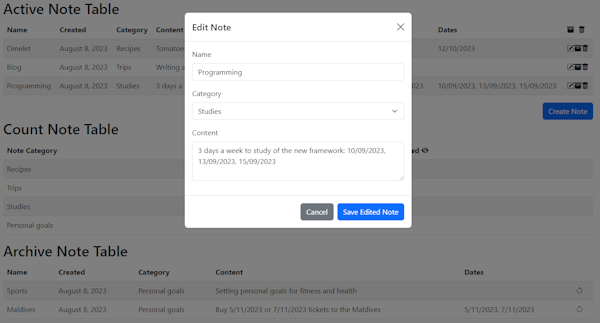 Active Note Table
Name Created Category Content Dates
Omelet August 8, 2023 Recipes Tomatoe 12/10/2023
Blog August 8, 2023 Trips Writing a
Programming August 8, 2023 Studies 3 days a 10/09/2023, 13/09/2023, 15/09/2023
Create Note
Edit Note
Name
Programming
Category
Studies
Content
3 days a week to study of the new framework: 10/09/2023,
13/09/2023, 15/09/2023
Cancel Save Edited Note
Count Note Table
Note Category
Recipes
Trips
Studies
Personal goals
Archive Note Table
Name Created Category Content Dates
Sports August 8, 2023 Personal goals Setting personal goals for fitness and health
Maldives August 8, 2023 Personal goals Buy 5/11/2023 or 7/11/2023 tickets to the Maldives 5/11/2023, 7/11/2023